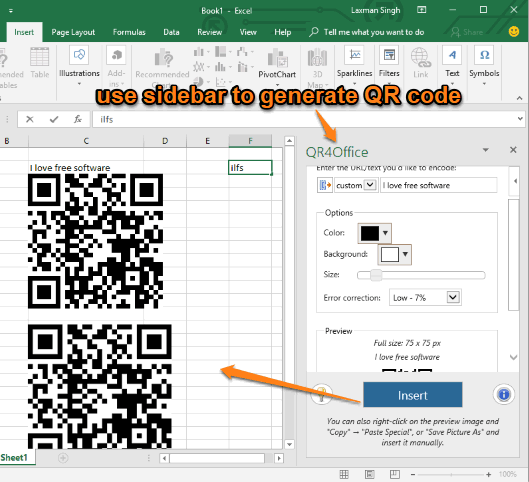 Book1 - Excel
Laxman Singh
Insert
Page Layout
Formulas
Data
Review
View
Help
Tell me what you want to do
Share
Table
Illustrations
Add-
ins
Recommended
PivotChart
3D
Map
Sparklines
Filters
Link
Text
Symbols
use sidebar to generate QR code
fx
ilfs
B
C
D
E
F
I love free software
ilfs
QR4Office
Enter the URL/text you'd like to encode:
custom
I love free software
Options
Color:
Background:
Size:
Error correction:
Low - 7%
Preview
Full size: 75 x 75 px
I love free software
Insert
You can also right-click on the preview image and
"Copy" → "Paste Special", or "Save Picture As" and
insert it manually.
Sheet1
100%